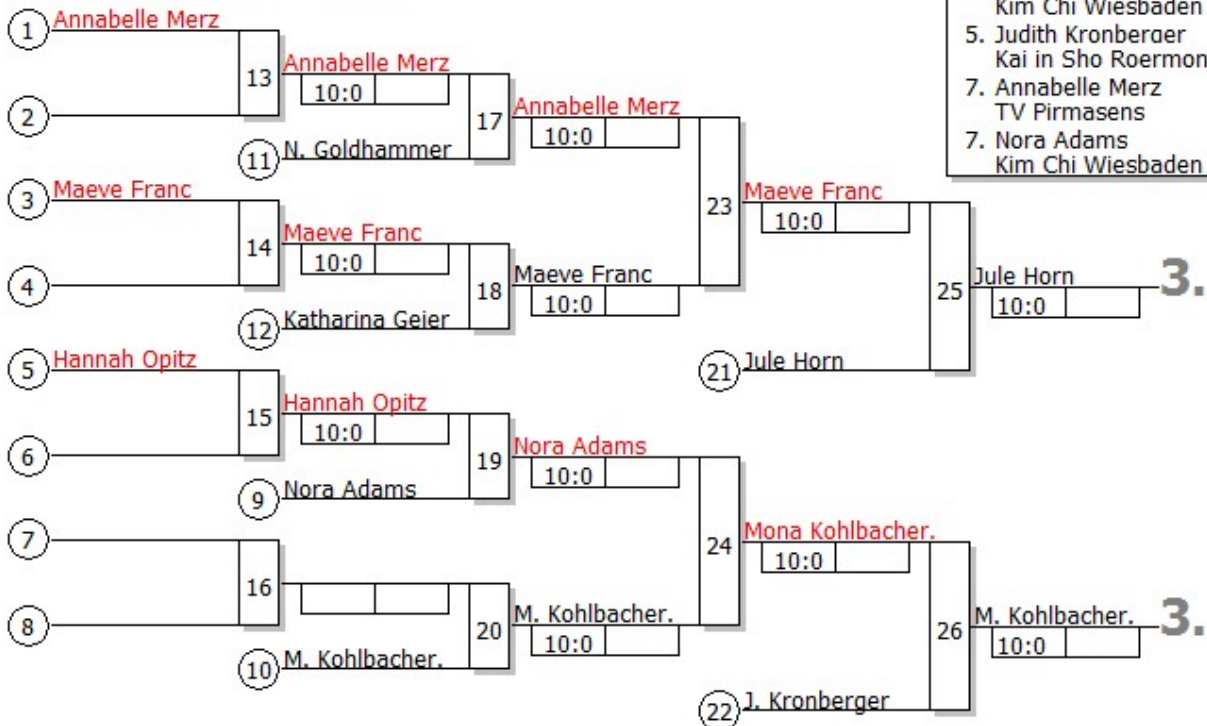 Kim Chi Wiesbaden
5. Judith Kronberger
Kai in Sho Roermon
7. Annabelle Merz
TV Pirmasens
7. Nora Adams
Kim Chi Wiesbaden
1 Annabelle Merz
2
13
Annabelle Merz
10:0
11 N. Goldhammer
17
Annabelle Merz
10:0
3 Maeve Franc
4
14
Maeve Franc
10:0
12 Katharina Geier
18
Maeve Franc
10:0
23
Maeve Franc
10:0
21 Jule Horn
25
Jule Horn
10:0
3.
5 Hannah Opitz
6
15
Hannah Opitz
10:0
9 Nora Adams
19
Nora Adams
10:0
7
8
16
10 M. Kohlbacher.
20
M. Kohlbacher.
10:0
24
Mona Kohlbacher.
10:0
22 J. Kronberger
26
M. Kohlbacher.
10:0
3.